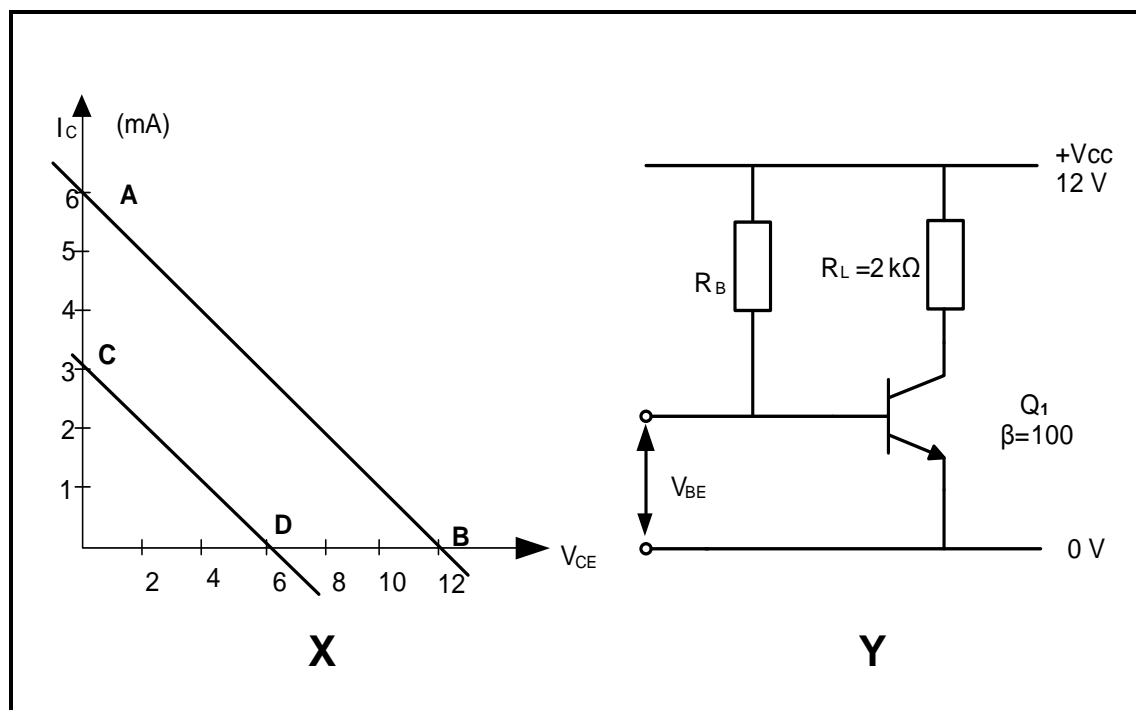 IC (mA)
6
A
5
4
3
C
2
1
D
B
2 4 6 8 10 12
VCE
X
+Vcc
12 V
RB
RL =2 kΩ
Q1
β=100
VBE
0 V
Y